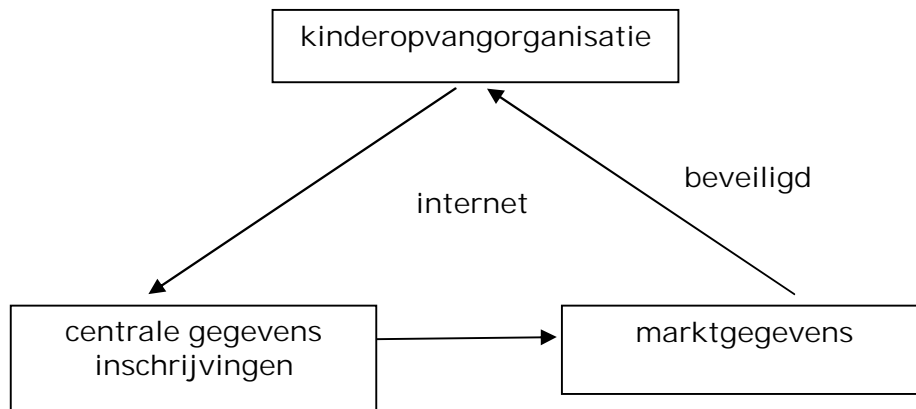 kinderopvangorganisatie
beveiligd
internet
centrale gegevens
inschrijvingen
marktgegevens